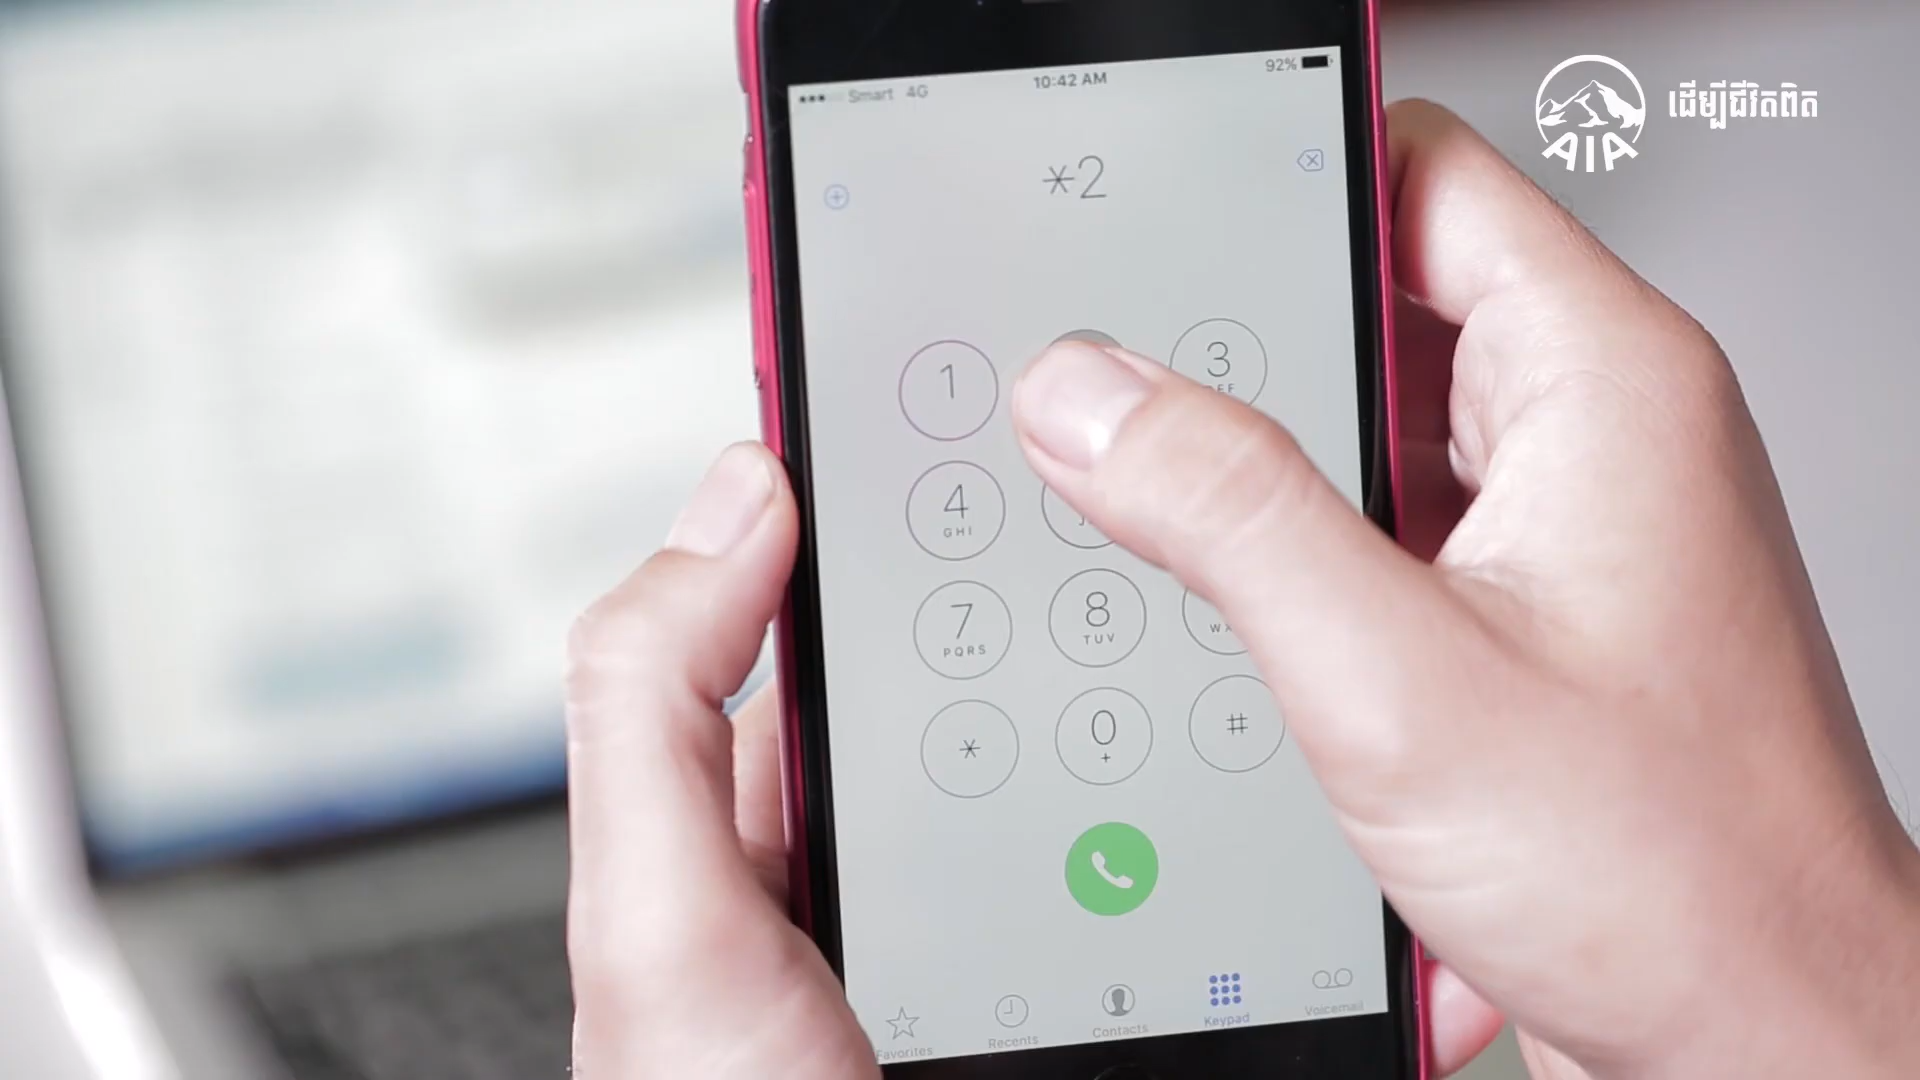 Smart 4G 10:42 AM 92%
AIA ដើម្បីជីវិតពិត
*2
1 3
4 GHI
7 PQRS 8 TUV
* 0 + #
Favorites Recents Contacts Keypad Voicemail